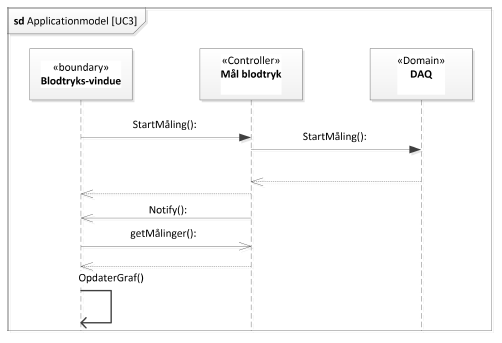 sd Applicationmodel [UC3]
«boundary»
Blodtryks-vindue
«Controller»
Mål blodtryk
«Domain»
DAQ
StartMåling():
StartMåling():
Notify():
getMålinger():
OpdaterGraf()